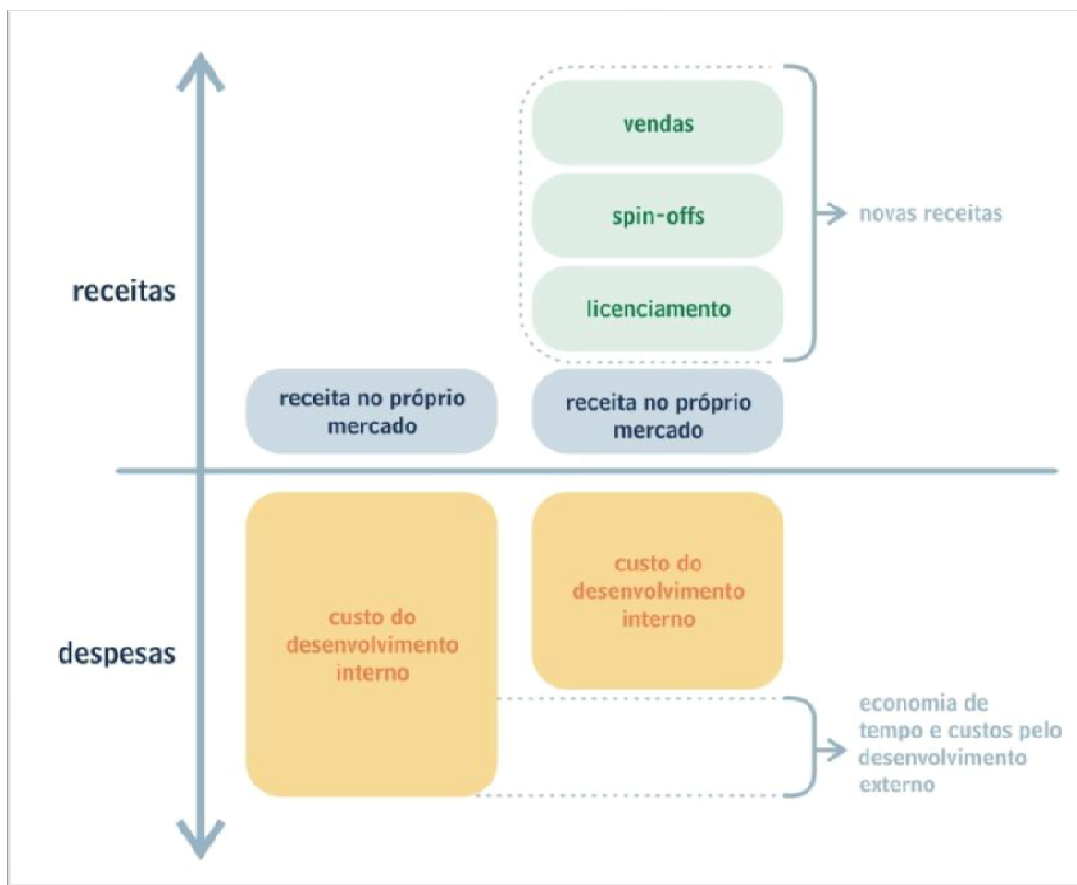 vendas
spin-offs
novas receitas
licenciamento
receitas
receita no próprio
mercado
receita no próprio
mercado
custo do
desenvolvimento
interno
custo do
desenvolvimento
interno
despesas
economia de
tempo e custos pelo
desenvolvimento
externo